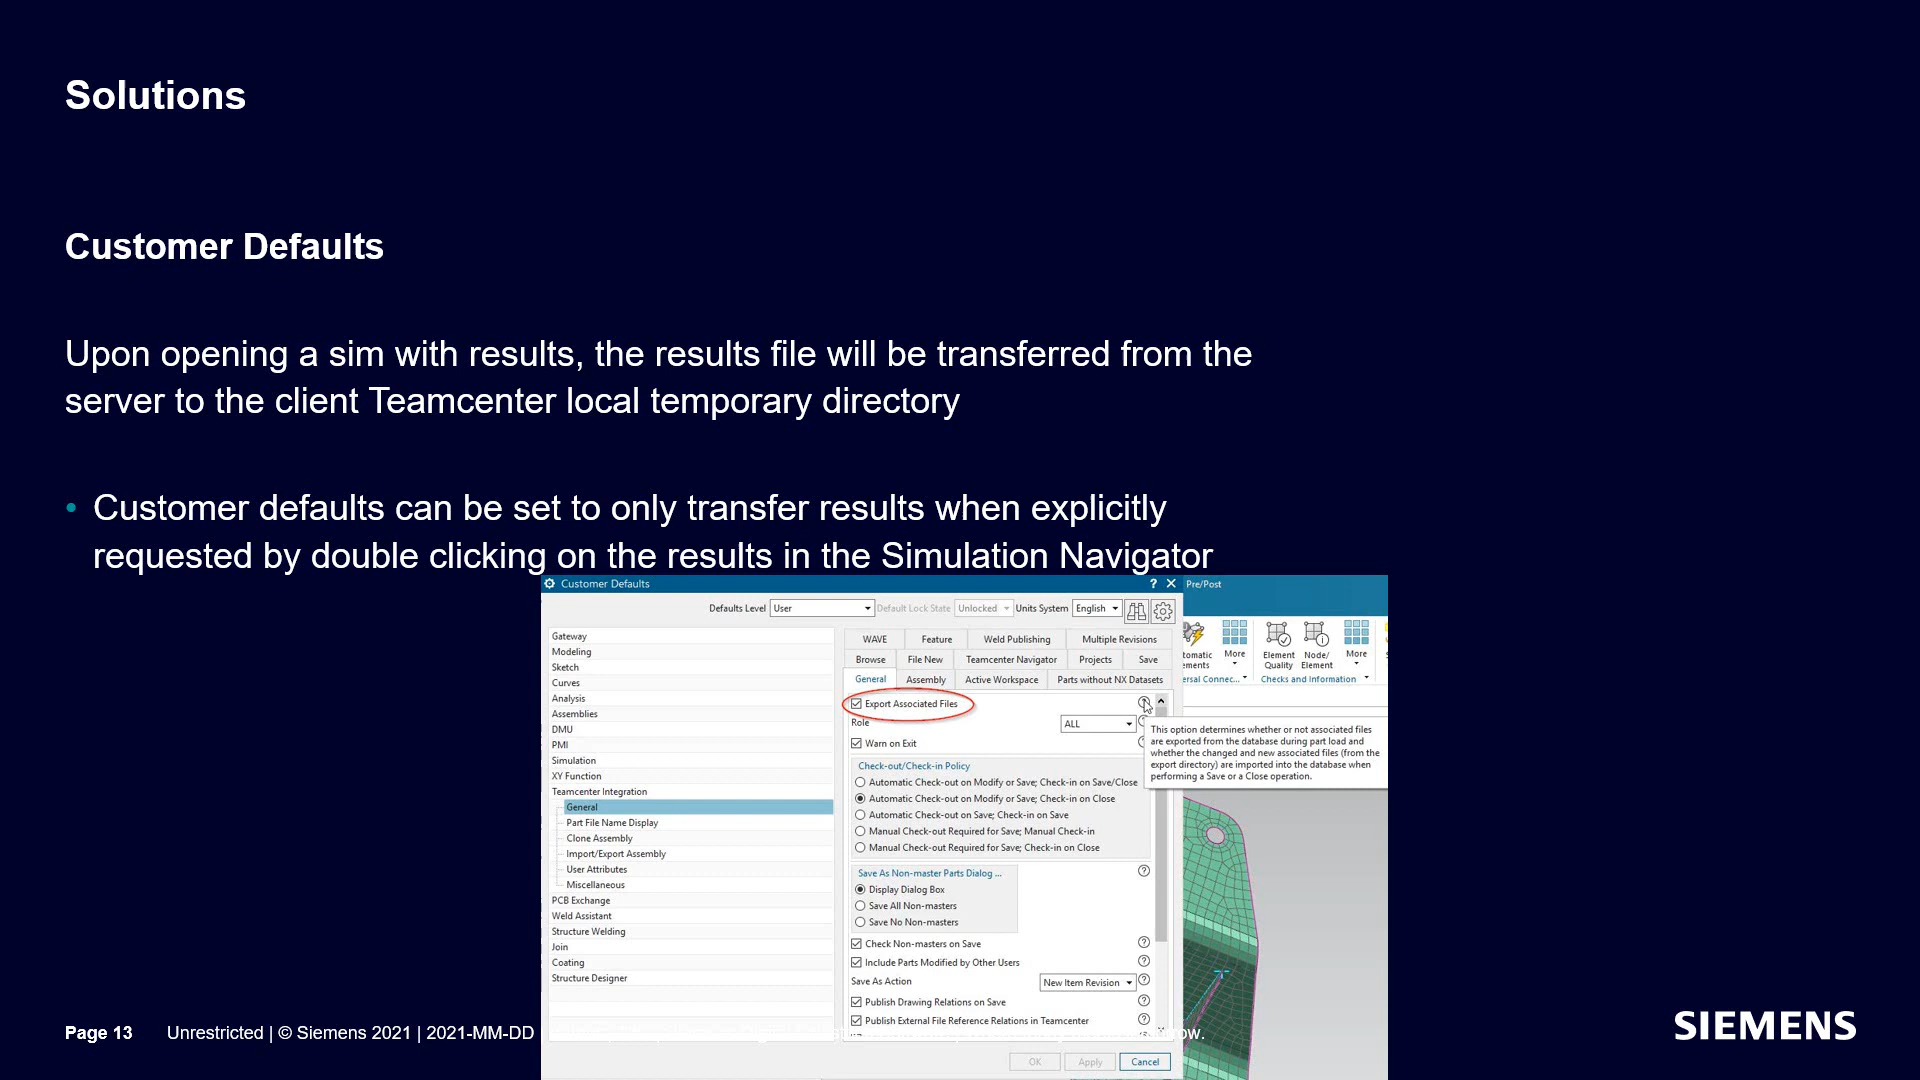 Solutions
Customer Defaults
Upon opening a sim with results, the results file will be transferred from the
server to the client Teamcenter local temporary directory
• Customer defaults can be set to only transfer results when explicitly
requested by double clicking on the results in the Simulation Navigator
Customer Defaults ? Pre/Post
Defaults Level User Default Lock State Unlocked Units System English
Gateway
Modeling
Sketch
Curves
Analysis
Assemblies
DMU
PMI
Simulation
XY Function
Teamcenter Integration
General
Part File Name Display
Clone Assembly
Import/Export Assembly
User Attributes
Miscellaneous
PCB Exchange
Weld Assistant
Structure Welding
Join
Coating
Structure Designer
WAVE Feature Weld Publishing Multiple Revisions
Browse File New Teamcenter Navigator Projects Save
General Assembly Active Workspace Parts without NX Datasets
Export Associated Files
Role ALL
Warn on Exit
Check-out/Check-in Policy
Automatic Check-out on Modify or Save; Check-in on Save/Close
Automatic Check-out on Modify or Save; Check-in on Close
Automatic Check-out on Save; Check-in on Save
Manual Check-out Required for Save; Manual Check-in
Manual Check-out Required for Save; Check-in on Close
Save As Non-master Parts Dialog ...
Display Dialog Box
Save All Non-masters
Save No Non-masters
Check Non-masters on Save
Include Parts Modified by Other Users
Save As Action New Item Revision
Publish Drawing Relations on Save
Publish External File Reference Relations in Teamcenter
OK Apply Cancel
tomatic More Element Node/ More
ements Quality Element
ersal Connec... Checks and Information
This option determines whether or not associated files
are exported from the database during part load and
whether the changed and new associated files (from the
export directory) are imported into the database when
performing a Save or a Close operation.
Page 13 Unrestricted | © Siemens 2021 | 2021-MM-DD
SIEMENS